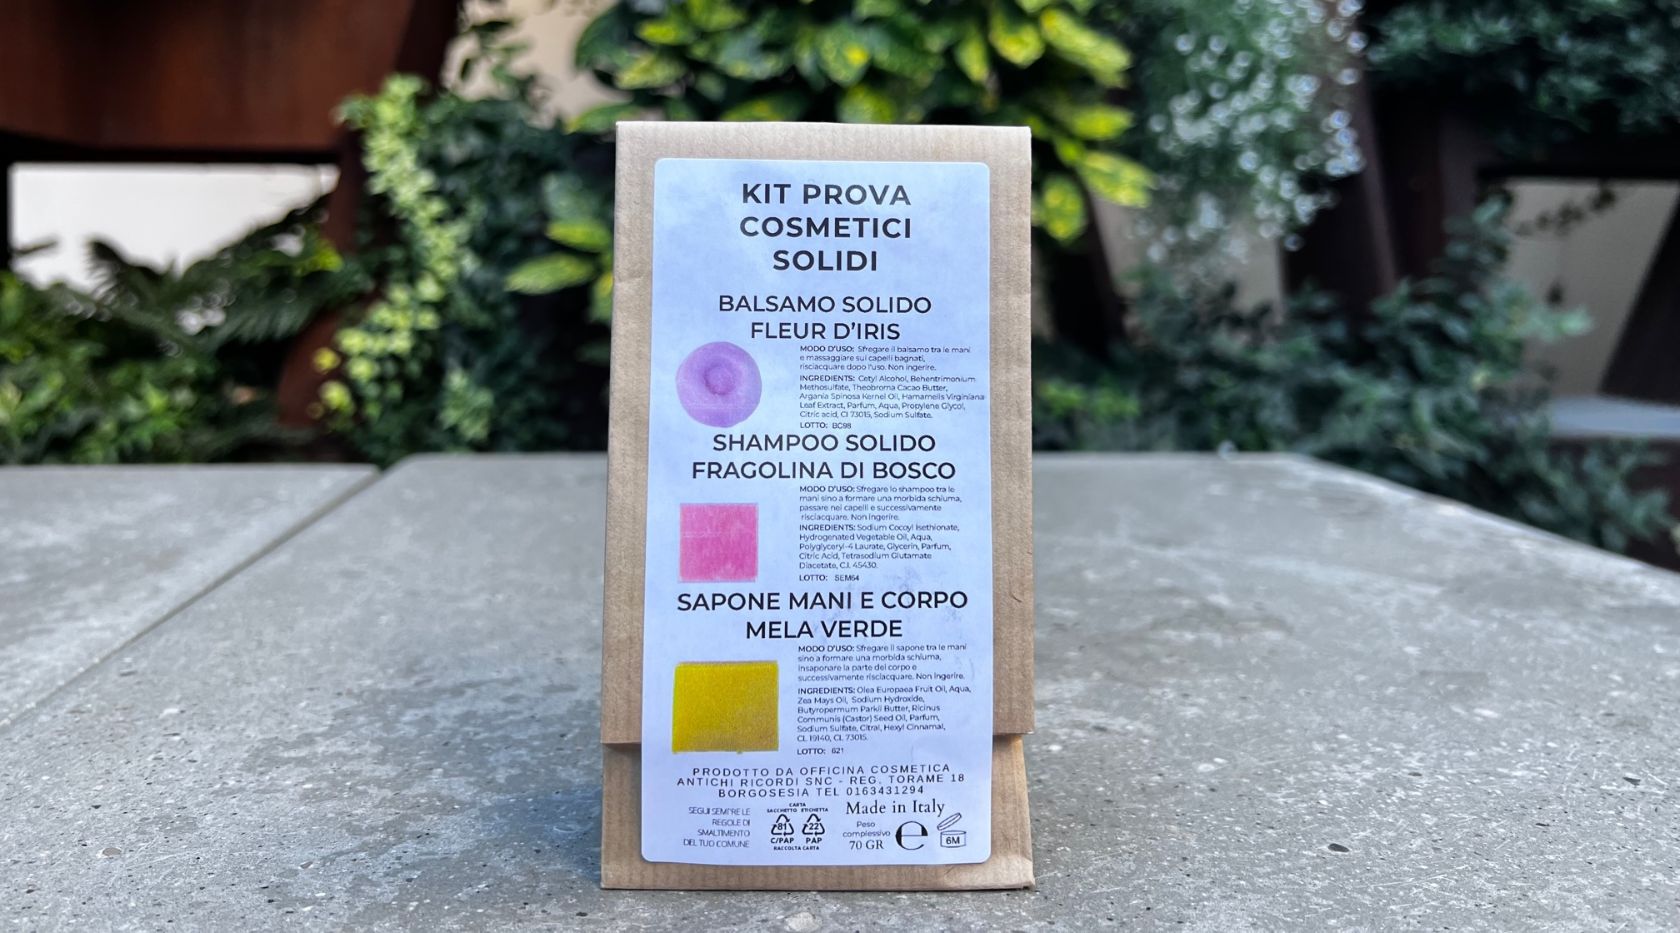 KIT PROVA
COSMETICI
SOLIDI
BALSAMO SOLIDO
FLEUR D'IRIS
MODO D'USO: Sfregare il balsamo tra le mani
e massaggiare sui capelli bagnati,
risciacquare dopo l'uso. Non ingerire.
INGREDIENTS: Cetyl Alcohol, Behentrimonium
Methosulfate, Theobroma Cacao Butter,
Argania Spinosa Kernel Oil, Hamamelis Virginiana
Leaf Extract, Parfum, Aqua, Propylene Glycol,
Citric acid, CI 73015, Sodium Sulfate.
LOTTO: BC98
SHAMPOO SOLIDO
FRAGOLINA DI BOSCO
MODO D'USO: Sfregare lo shampoo tra le
mani sino a formare una morbida schiuma,
passare nei capelli e successivamente
risciacquare. Non ingerire.
INGREDIENTS: Sodium Cocoyl Isethionate,
Hydrogenated Vegetable Oil, Aqua,
Polyglyceryl-4 Laurate, Glycerin, Parfum,
Citric Acid, Tetrasodium Glutamate
Diacetate, C.I. 45430.
LOTTO: SEM64
SAPONE MANI E CORPO
MELA VERDE
MODO D'USO: Sfregare il sapone tra le mani
sino a formare una morbida schiuma,
insaponare la parte del corpo e
successivamente risciacquare. Non ingerire.
INGREDIENTS: Olea Europaea Fruit Oil, Aqua,
Zea Mays Oil, Sodium Hydroxide,
Butyropermum Parkii Butter, Ricinus
Communis (Castor) Seed Oil, Parfum,
Sodium Sulfate, Citral, Hexyl Cinnamal,
CI. 19140, CI. 73015.
LOTTO: 621
PRODOTTO DA OFFICINA COSMETICA
ANTICHI RICORDI SNC - REG. TORAME 18
BORGOSESIA TEL 0163431294
SEGUI SEMPRE LE
REGOLE DI
SMALTIMENTO
DEL TUO COMUNE
CARTA
SACCHETTO ETICHETTA
81 22
C/PAP PAP
RACCOLTA CARTA
Made in Italy
Peso
complessivo
70 GR
e
6M